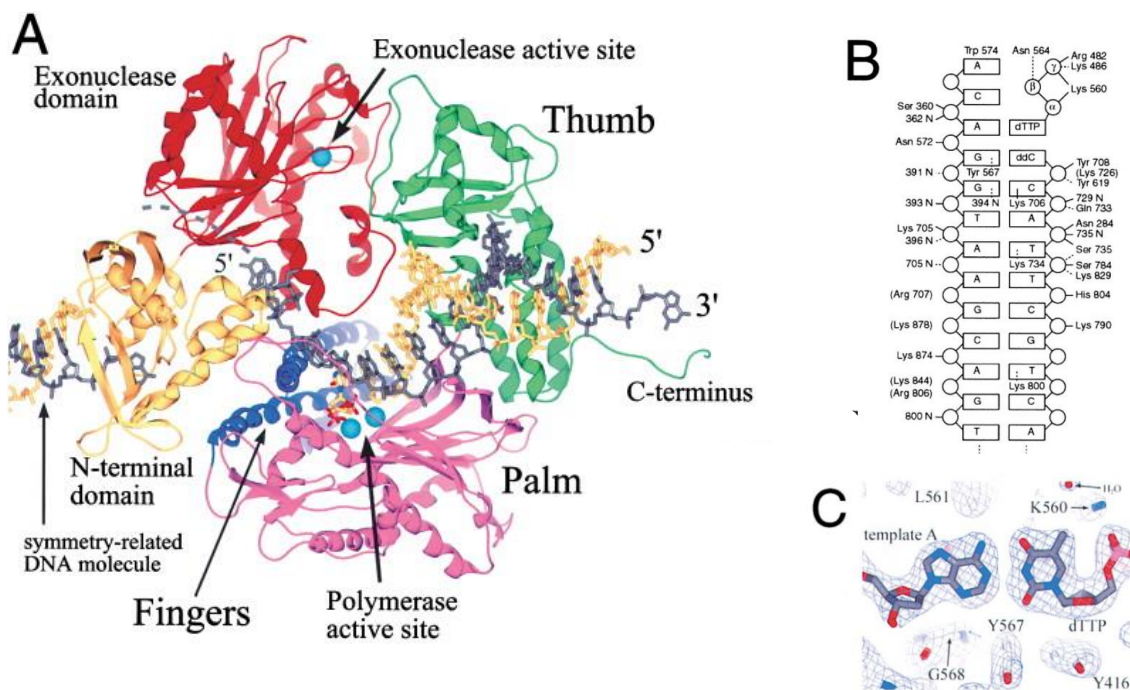 A
Exonuclease active site
Exonuclease
domain
Thumb
5'
5'
3'
C-terminus
N-terminal
domain
Palm
symmetry-related
DNA molecule
Fingers
Polymerase
active site
B
Trp 574 Asn 564
Arg 482
Lys 486
A γ
β Lys 560
C α
Ser 360
362 N
A dTTP
Asn 572
G ddC Tyr 708
(Lys 726)
391 N Tyr 567 Tyr 619
G C 729 N
393 N 394 N Lys 706 Gln 733
T A Asn 284
Lys 705 735 N
396 N
A T Ser 735
705 N Lys 734 Ser 784
Lys 829
A T
(Arg 707) His 804
G C
(Lys 878) Lys 790
C G
Lys 874
A T
(Lys 844) Lys 800
(Arg 806)
G C
800 N
T A
C
L561 H₂O
K560
template A
Y567 dTTP
G568 Y416